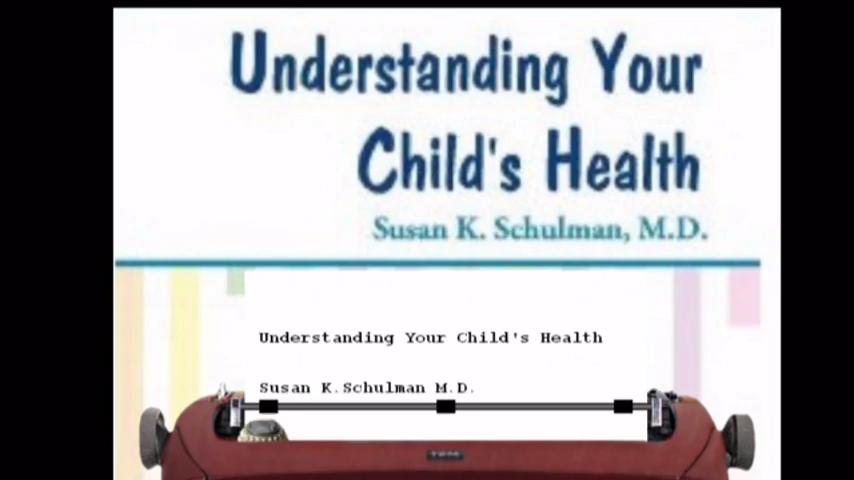 Understanding Your
Child's Health
Susan K. Schulman, M.D.
Understanding Your Child's Health
Susan K.Schulman M.D.